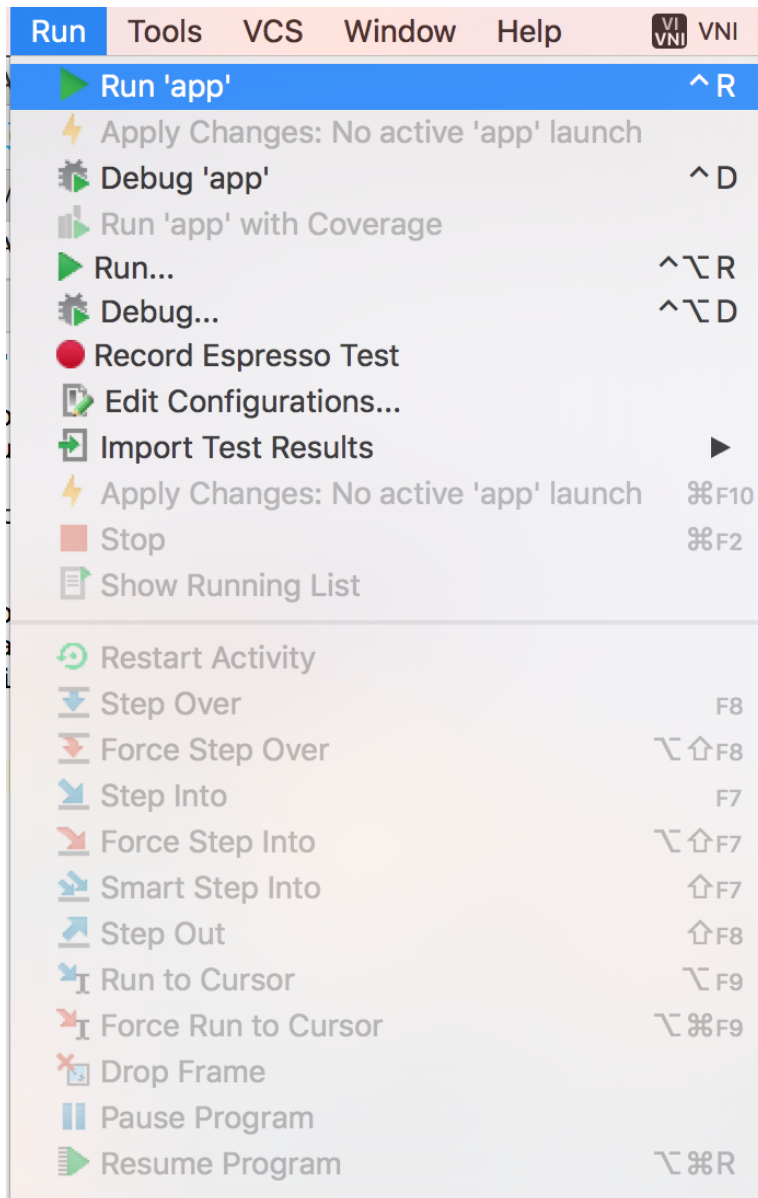 Run Tools VCS Window Help VI VNI VNI
Run 'app' ^R
Apply Changes: No active 'app' launch
Debug 'app' ^D
Run 'app' with Coverage
Run... ^⌥R
Debug... ^⌥D
Record Espresso Test
Edit Configurations...
Import Test Results ▶
Apply Changes: No active 'app' launch ⌘F10
Stop ⌘F2
Show Running List
Restart Activity
Step Over F8
Force Step Over ⌥⇧F8
Step Into F7
Force Step Into ⌥⇧F7
Smart Step Into ⇧F7
Step Out ⇧F8
Run to Cursor ⌥F9
Force Run to Cursor ⌥⌘F9
Drop Frame
Pause Program
Resume Program ⌥⌘R